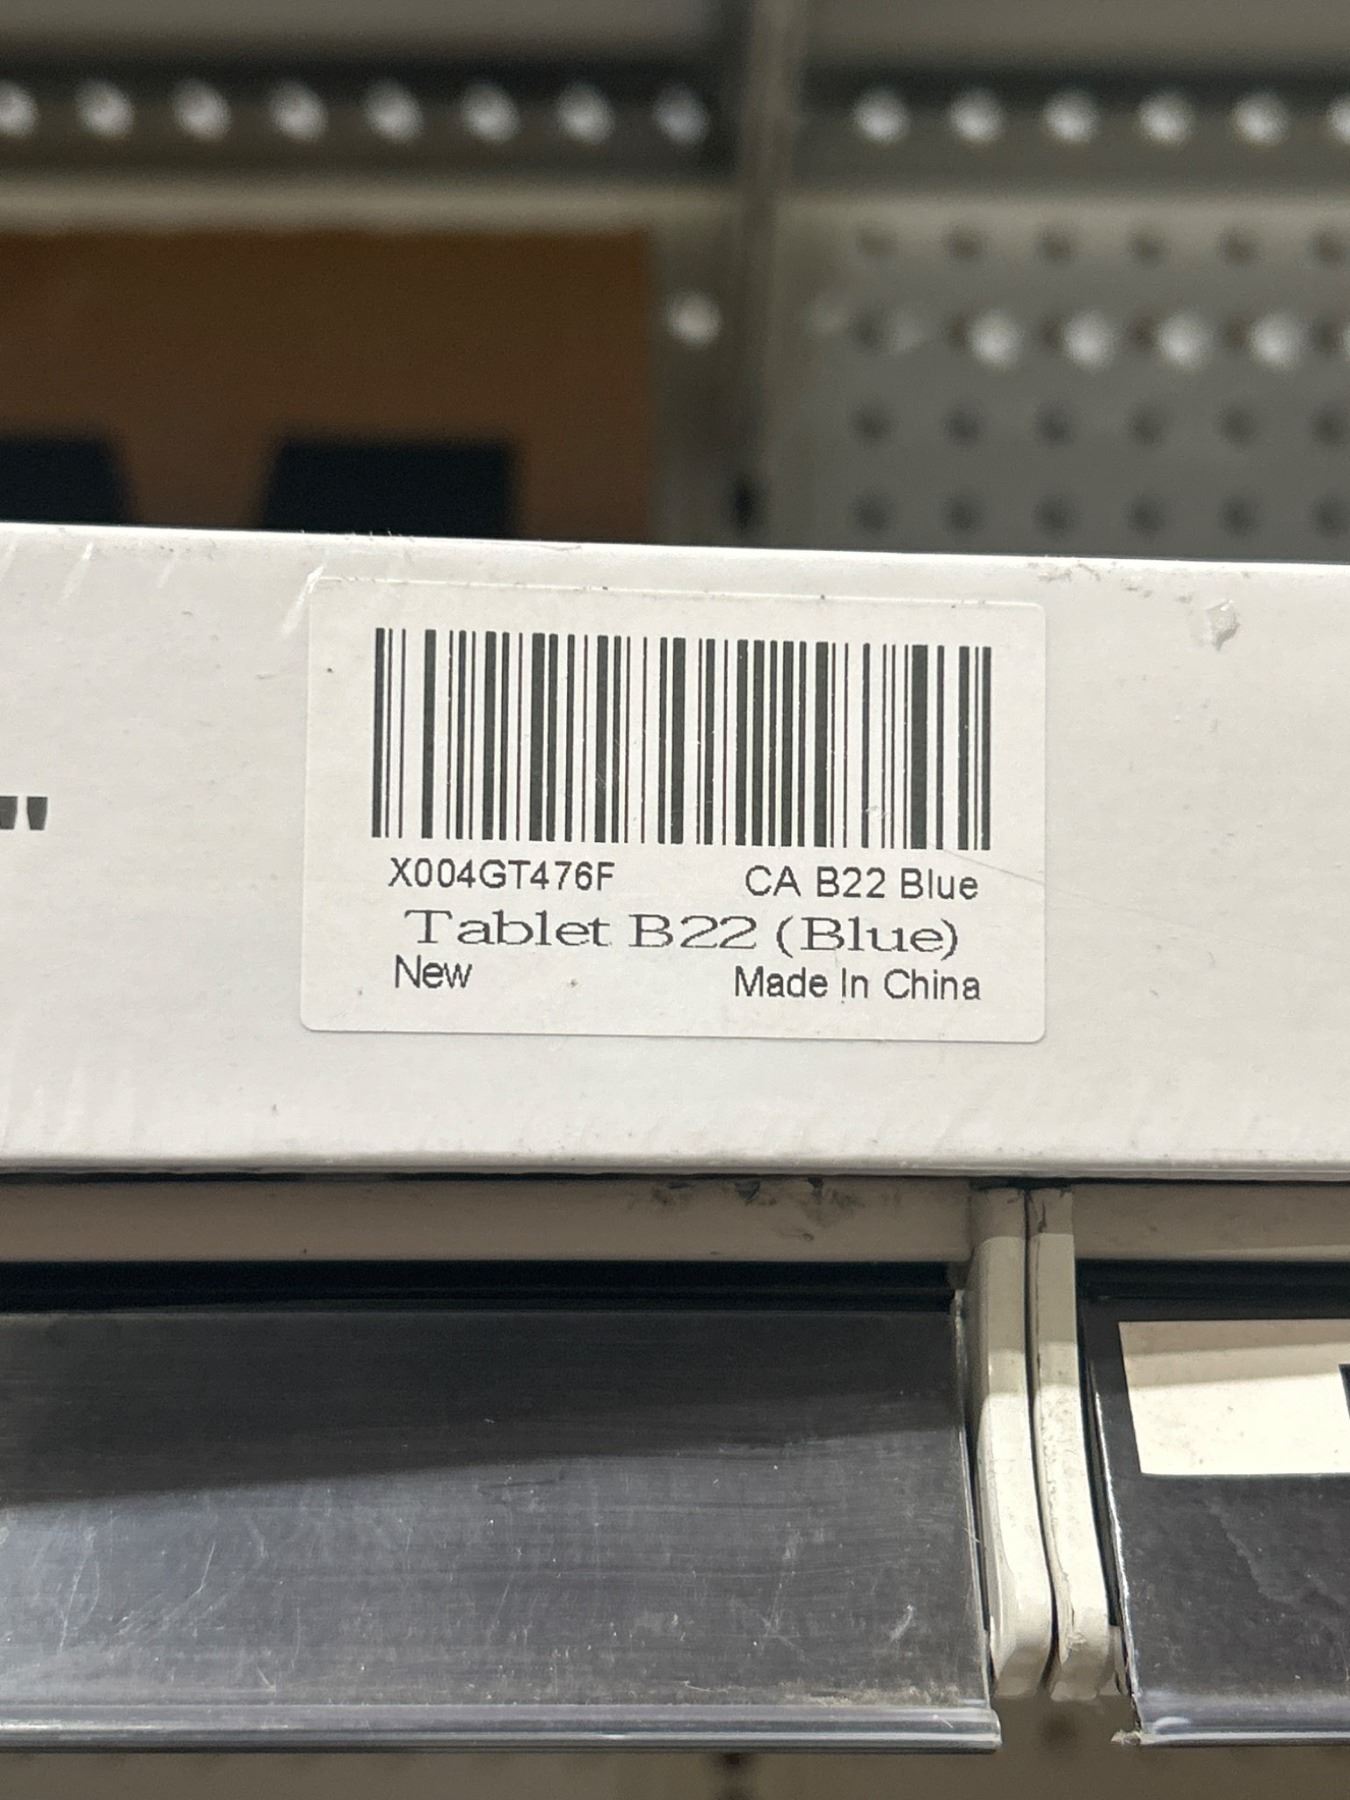 X004GT476F CA B22 Blue
Tablet B22 (Blue)
New Made In China